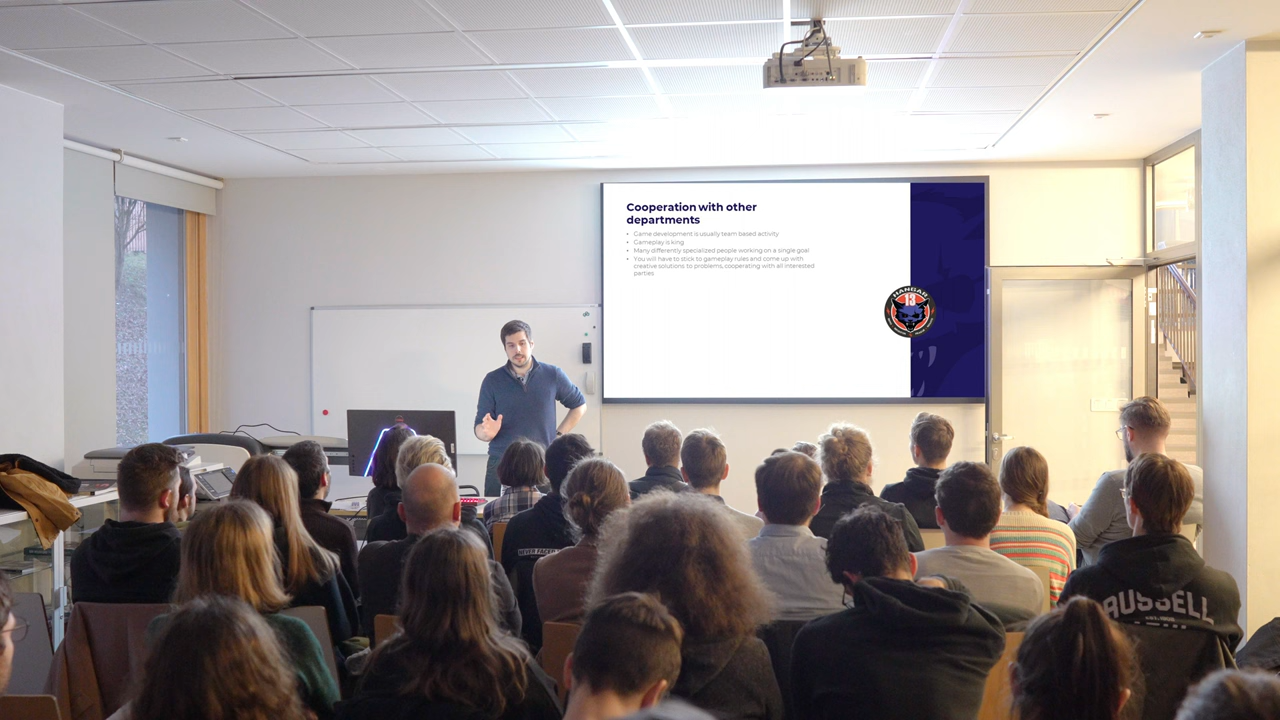 Cooperation with other
departments
• Game development is usually team based activity
• Gameplay is king
• Many differently specialized people working on a single goal
• You will have to stick to gameplay rules and come up with
creative solutions to problems, cooperating with all interested
parties
HANGAR
13
RUSSELL